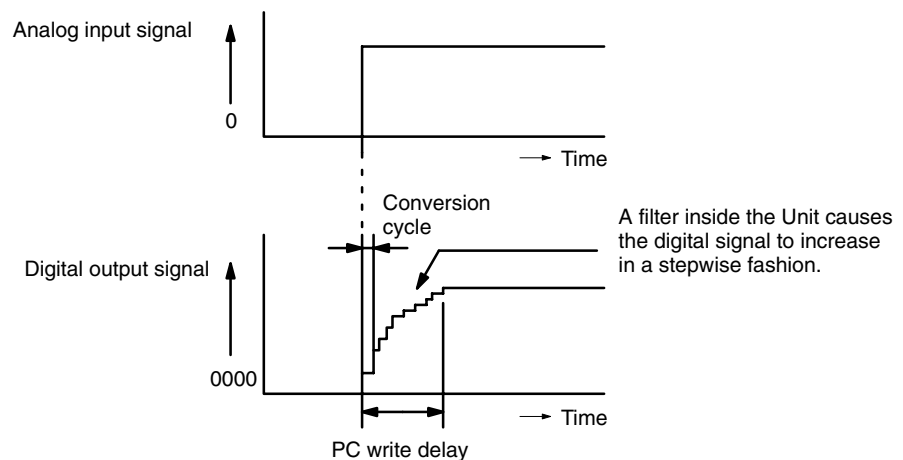 Analog input signal
0
Time
Conversion
cycle
A filter inside the Unit causes
the digital signal to increase
in a stepwise fashion.
Digital output signal
0000
Time
PC write delay